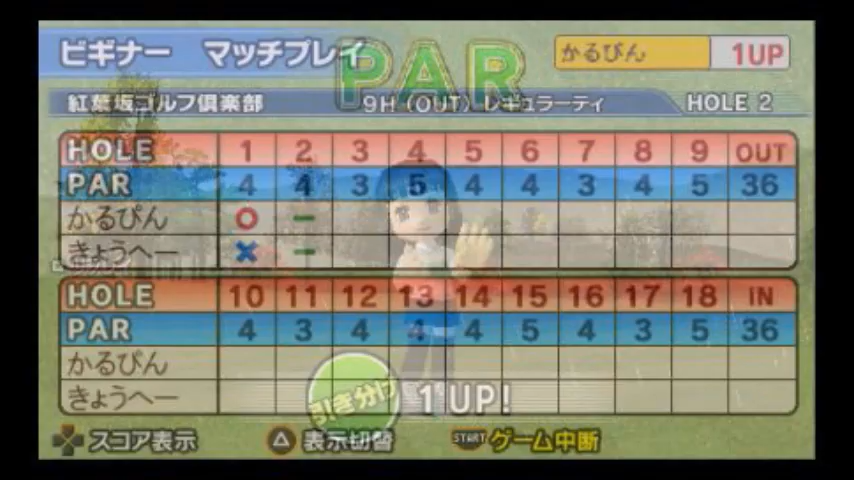 ビギナー マッチプレイ
PAR
かるぴん 1UP
紅葉坂ゴルフ倶楽部 9H(OUT)レギュラーティ HOLE 2
HOLE 1 2 3 4 5 6 7 8 9 OUT
PAR 4 4 3 5 4 4 3 4 5 36
かるぴん ○ −
きょうへー × −
HOLE 10 11 12 13 14 15 16 17 18 IN
PAR 4 3 4 4 4 5 4 3 5 36
かるぴん
きょうへー
引き分け 1UP!
スコア表示 △ 表示切替 START ゲーム中断